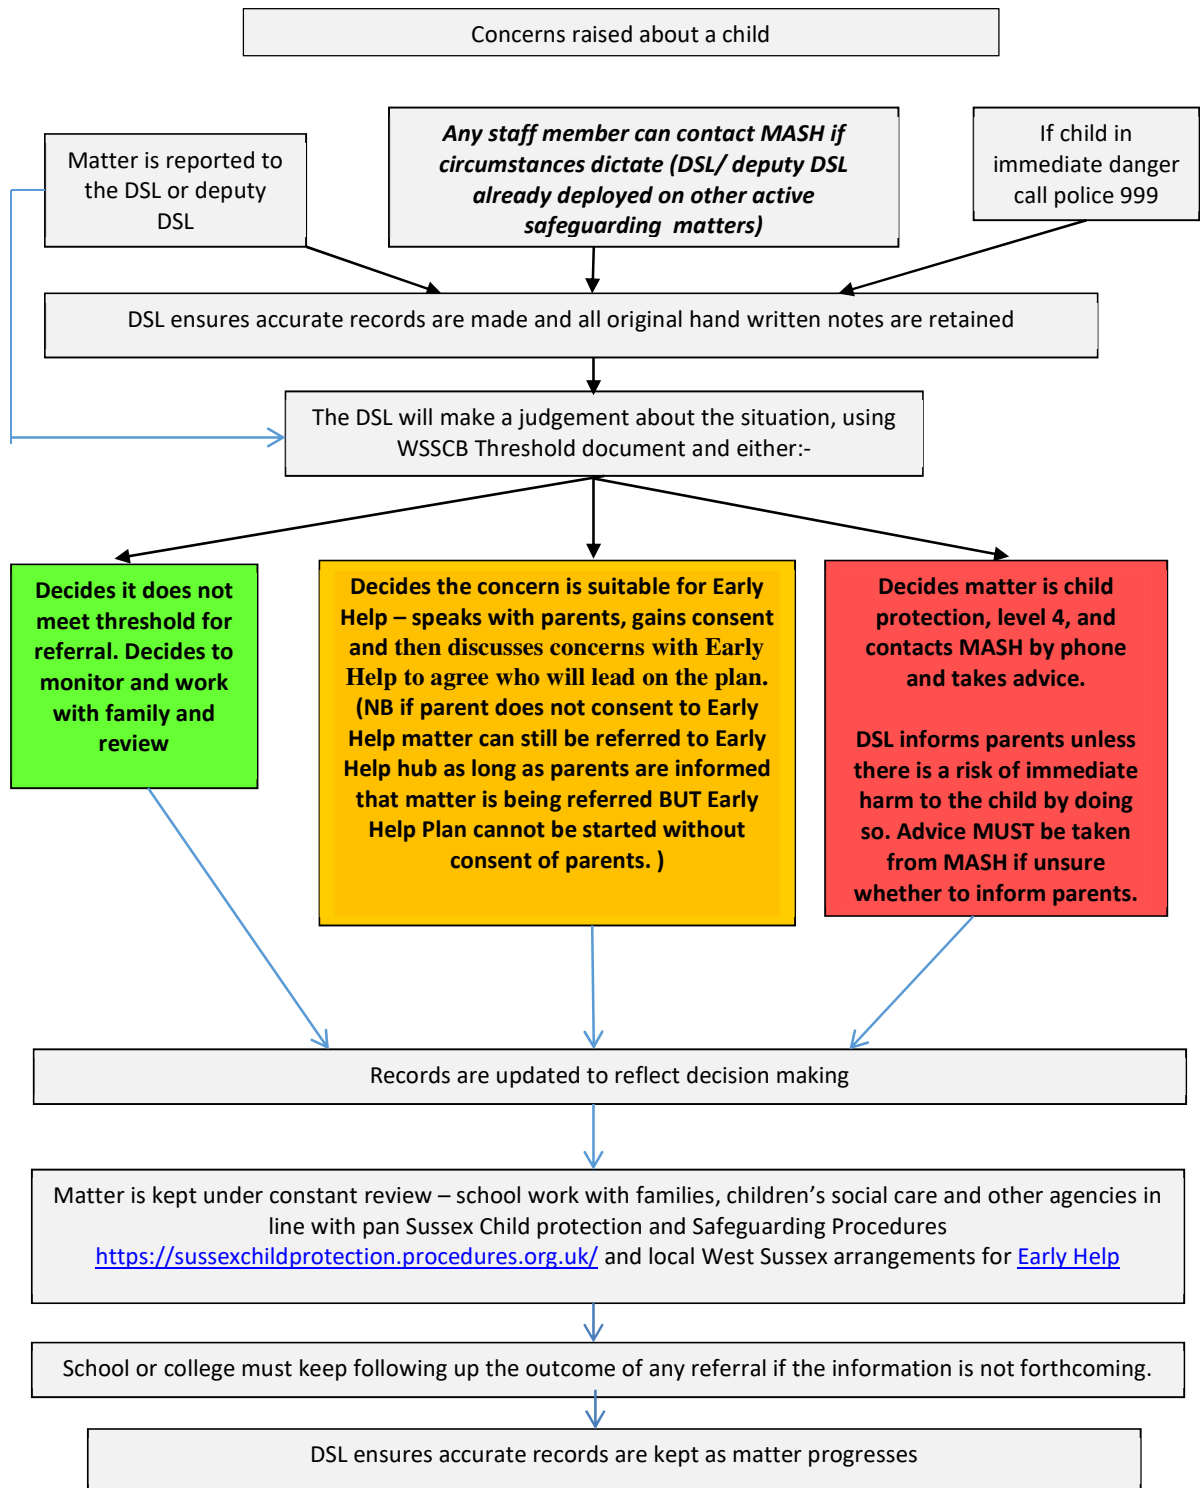 Concerns raised about a child
Matter is reported to
the DSL or deputy
DSL
Any staff member can contact MASH if
circumstances dictate (DSL/ deputy DSL
already deployed on other active
safeguarding matters)
If child in
immediate danger
call police 999
DSL ensures accurate records are made and all original hand written notes are retained
The DSL will make a judgement about the situation, using
WSSCB Threshold document and either:-
Decides it does not
meet threshold for
referral. Decides to
monitor and work
with family and
review
Decides the concern is suitable for Early
Help – speaks with parents, gains consent
and then discusses concerns with Early
Help to agree who will lead on the plan.
(NB if parent does not consent to Early
Help matter can still be referred to Early
Help hub as long as parents are informed
that matter is being referred BUT Early
Help Plan cannot be started without
consent of parents. )
Decides matter is child
protection, level 4, and
contacts MASH by phone
and takes advice.
DSL informs parents unless
there is a risk of immediate
harm to the child by doing
so. Advice MUST be taken
from MASH if unsure
whether to inform parents.
Records are updated to reflect decision making
Matter is kept under constant review – school work with families, children’s social care and other agencies in
line with pan Sussex Child protection and Safeguarding Procedures
https://sussexchildprotection.procedures.org.uk/ and local West Sussex arrangements for Early Help
School or college must keep following up the outcome of any referral if the information is not forthcoming.
DSL ensures accurate records are kept as matter progresses